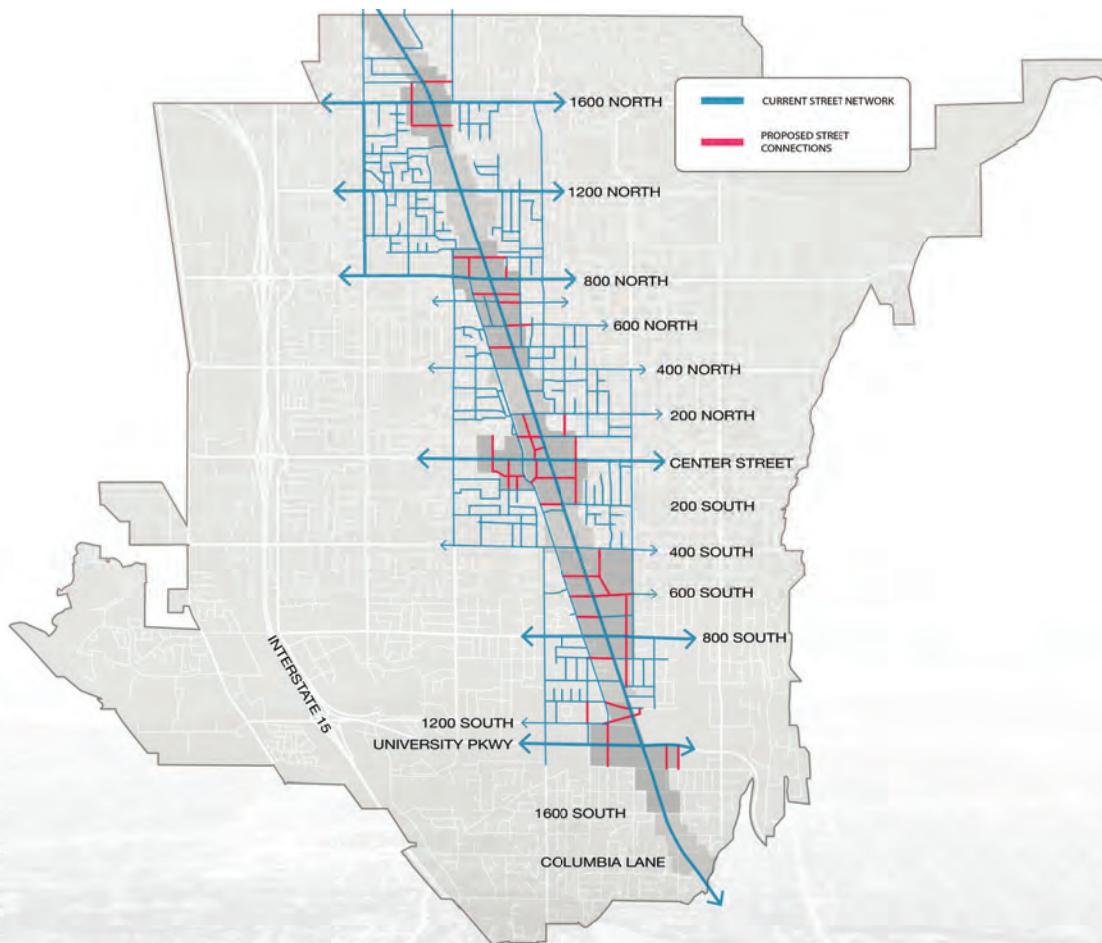 1600 NORTH
CURRENT STREET NETWORK
PROPOSED STREET
CONNECTIONS
1200 NORTH
800 NORTH
600 NORTH
400 NORTH
200 NORTH
CENTER STREET
200 SOUTH
400 SOUTH
600 SOUTH
800 SOUTH
INTERSTATE 15
1200 SOUTH
UNIVERSITY PKWY
1600 SOUTH
COLUMBIA LANE